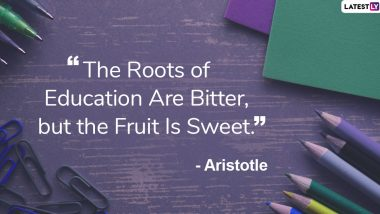 LATESTLY
❝The Roots of
Education Are Bitter,
but the Fruit Is Sweet.❞
- Aristotle